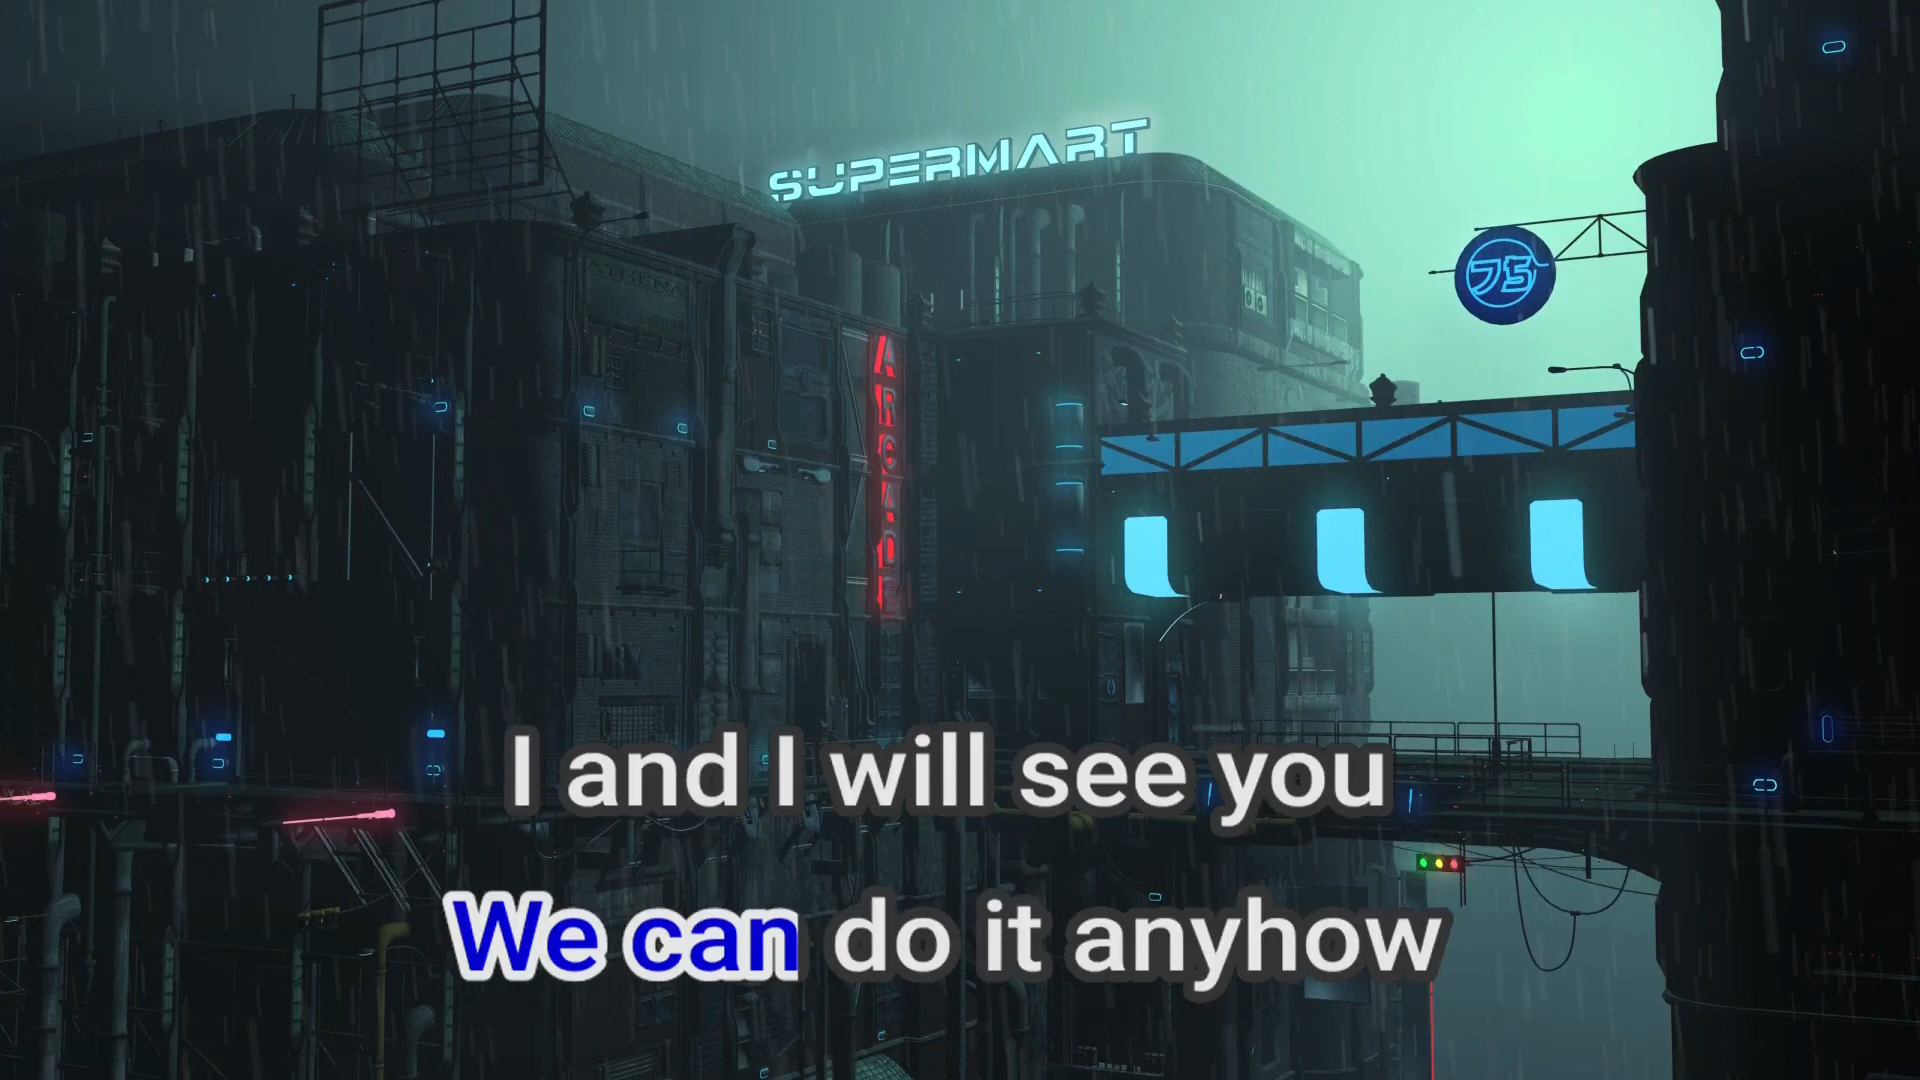 SUPERMART
75
ARCADE
I and I will see you
We can do it anyhow